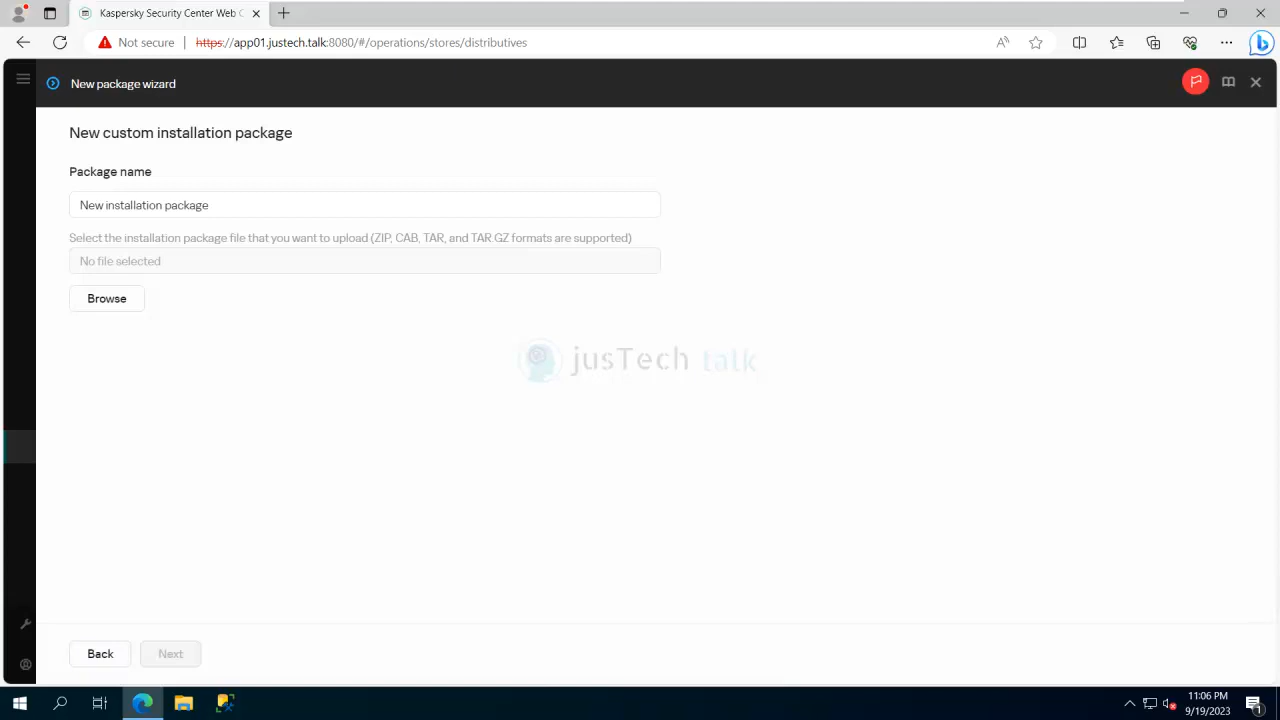 Kaspersky Security Center Web C
Not secure
https://app01.justech.talk:8080/#/operations/stores/distributives
New package wizard
New custom installation package
Package name
New installation package
Select the installation package file that you want to upload (ZIP, CAB, TAR, and TAR.GZ formats are supported)
No file selected
Browse
jusTech talk
Back
Next
11:06 PM
9/19/2023
1